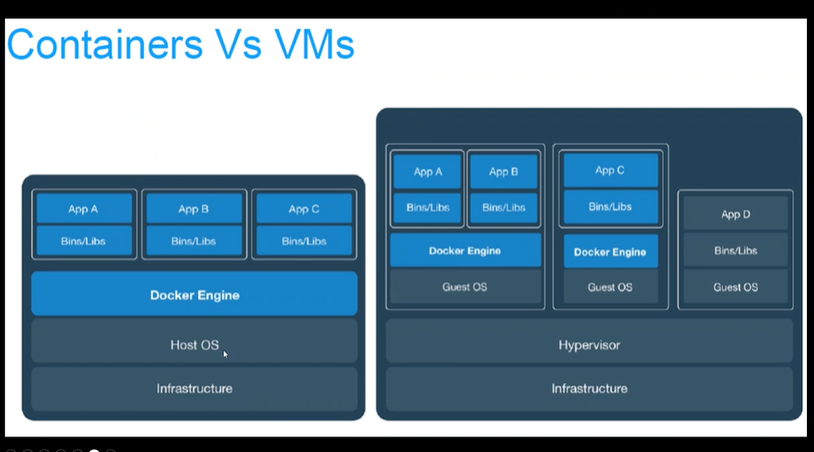 Containers Vs VMs
App A
App B
App C
Bins/Libs
Bins/Libs
Bins/Libs
Docker Engine
Host OS
Infrastructure
App A
App B
Bins/Libs
Bins/Libs
Docker Engine
Guest OS
App C
Bins/Libs
Docker Engine
Guest OS
App D
Bins/Libs
Guest OS
Hypervisor
Infrastructure